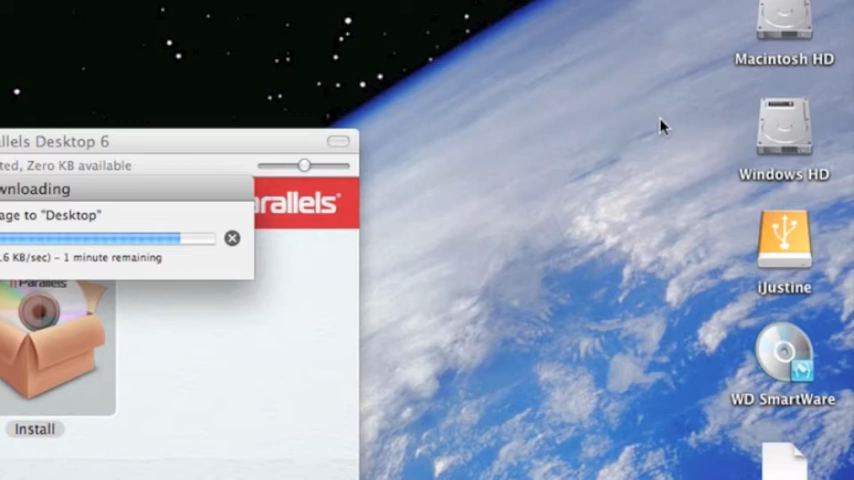 Macintosh HD
allels Desktop 6
ted, Zero KB available
Windows HD
wnloading
arallels®
age to "Desktop"
.6 KB/sec) – 1 minute remaining
Parallels
iJustine
WD SmartWare
Install